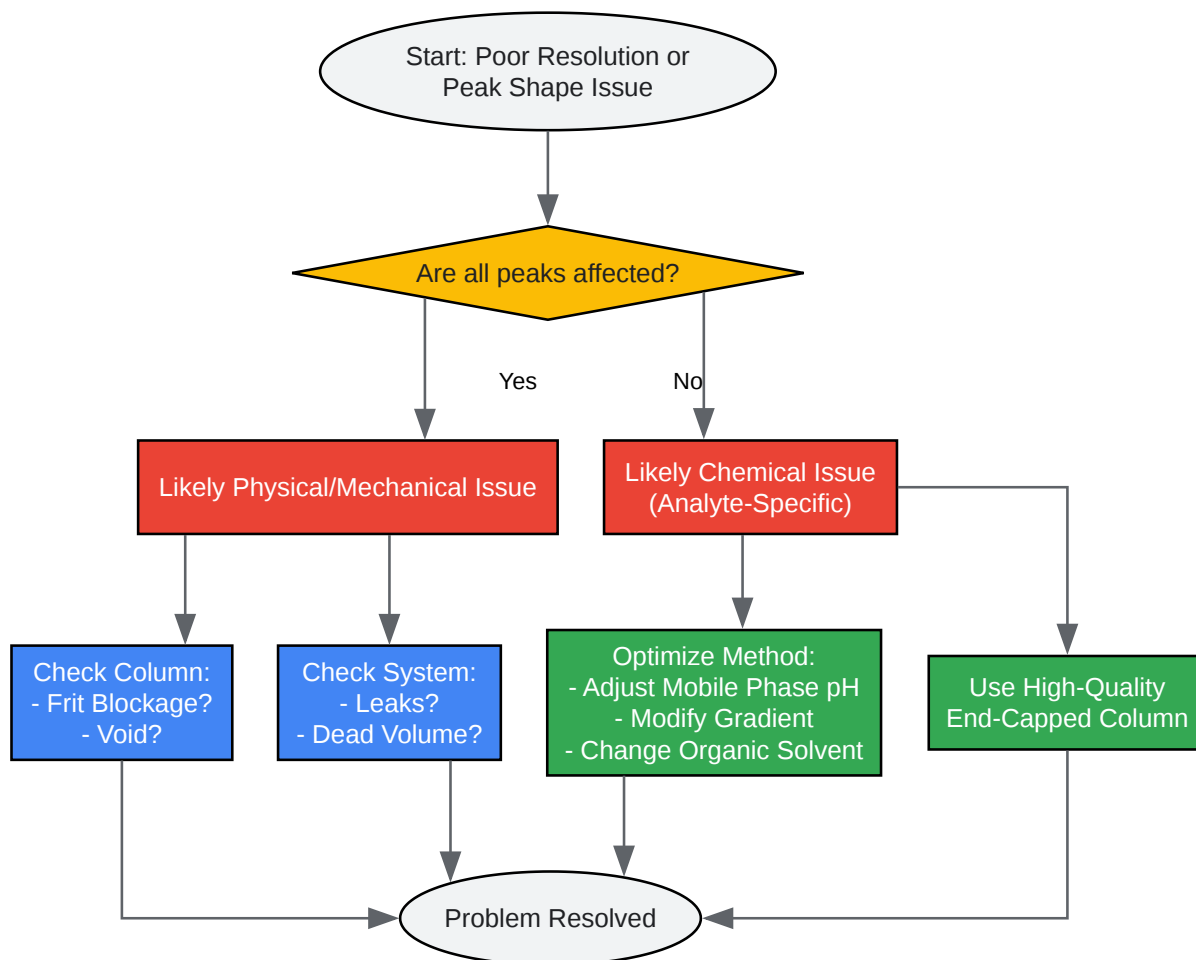 Start: Poor Resolution or
Peak Shape Issue
Are all peaks affected?
Yes
No
Likely Physical/Mechanical Issue
Likely Chemical Issue
(Analyte-Specific)
Check Column:
- Frit Blockage?
- Void?
Check System:
- Leaks?
- Dead Volume?
Optimize Method:
- Adjust Mobile Phase pH
- Modify Gradient
- Change Organic Solvent
Use High-Quality
End-Capped Column
Problem Resolved